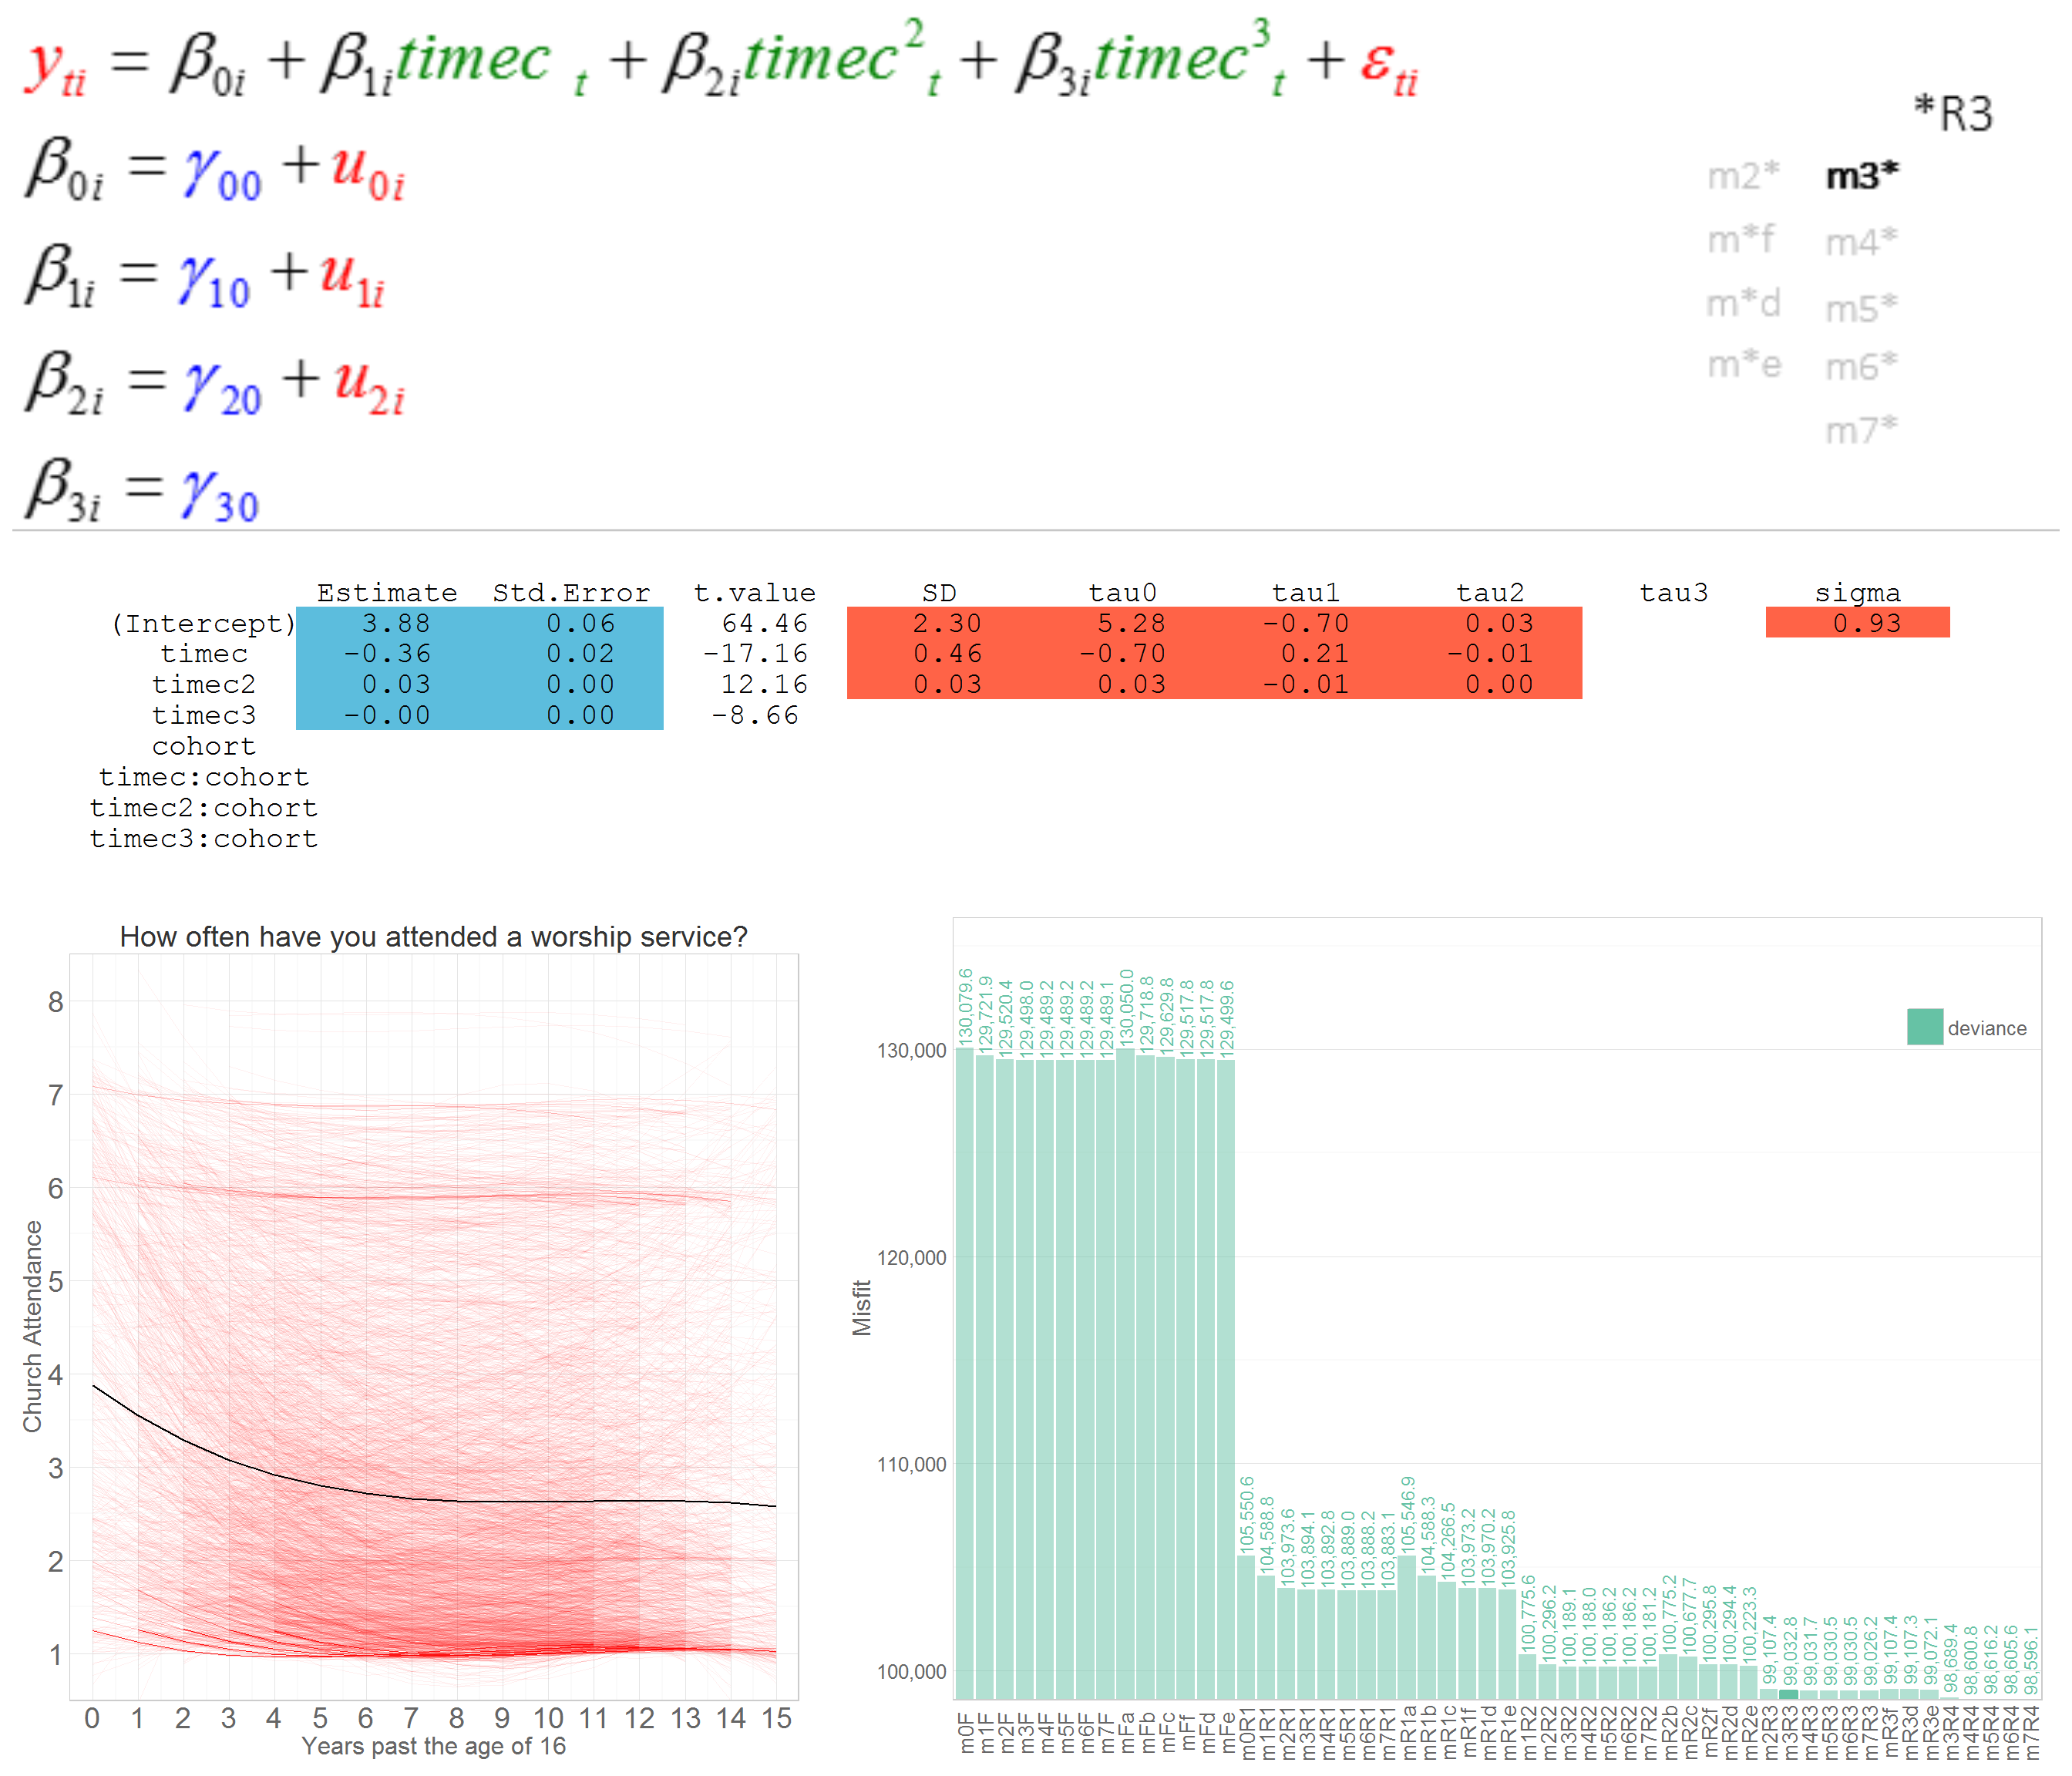 y_ti = β_0i + β_1i timec_t + β_2i timec²_t + β_3i timec³_t + ε_ti
*R3
β_0i = γ_00 + u_0i
m2* m3*
m*f m4*
β_1i = γ_10 + u_1i
m*d m5*
β_2i = γ_20 + u_2i
m*e m6*
m7*
β_3i = γ_30
Estimate Std.Error t.value SD tau0 tau1 tau2 tau3 sigma
(Intercept) 3.88 0.06 64.46 2.30 5.28 -0.70 0.03 0.93
timec -0.36 0.02 -17.16 0.46 -0.70 0.21 -0.01
timec2 0.03 0.00 12.16 0.03 0.03 -0.01 0.00
timec3 -0.00 0.00 -8.66
cohort
timec:cohort
timec2:cohort
timec3:cohort
How often have you attended a worship service?
Church Attendance
8
7
6
5
4
3
2
1
0 1 2 3 4 5 6 7 8 9 10 11 12 13 14 15
Years past the age of 16
Misfit
130,000
120,000
110,000
100,000
deviance
130,079.6
129,721.9
129,520.4
129,498.0
129,489.2
129,489.2
129,489.2
129,489.1
130,050.0
129,718.8
129,629.8
129,517.8
129,517.8
129,499.6
105,550.6
104,588.8
103,973.6
103,894.1
103,892.8
103,889.0
103,888.2
103,883.1
105,546.9
104,588.3
104,266.5
103,973.2
103,970.2
103,925.8
100,775.6
100,296.2
100,189.1
100,188.0
100,186.2
100,186.2
100,181.2
100,775.2
100,677.7
100,295.8
100,294.4
100,223.3
99,107.4
99,032.8
99,031.7
99,030.5
99,030.5
99,026.2
99,107.4
99,107.3
99,072.1
98,689.4
98,600.8
98,616.2
98,605.6
98,596.1
m0F
m1F
m2F
m3F
m4F
m5F
m6F
m7F
mFa
mFb
mFc
mFf
mFd
mFe
m0R1
m1R1
m2R1
m3R1
m4R1
m5R1
m6R1
m7R1
mR1a
mR1b
mR1c
mR1f
mR1d
mR1e
m1R2
m2R2
m3R2
m4R2
m5R2
m6R2
m7R2
mR2b
mR2c
mR2f
mR2d
mR2e
m2R3
m3R3
m4R3
m5R3
m6R3
m7R3
mR3f
mR3d
mR3e
m3R4
m4R4
m5R4
m6R4
m7R4